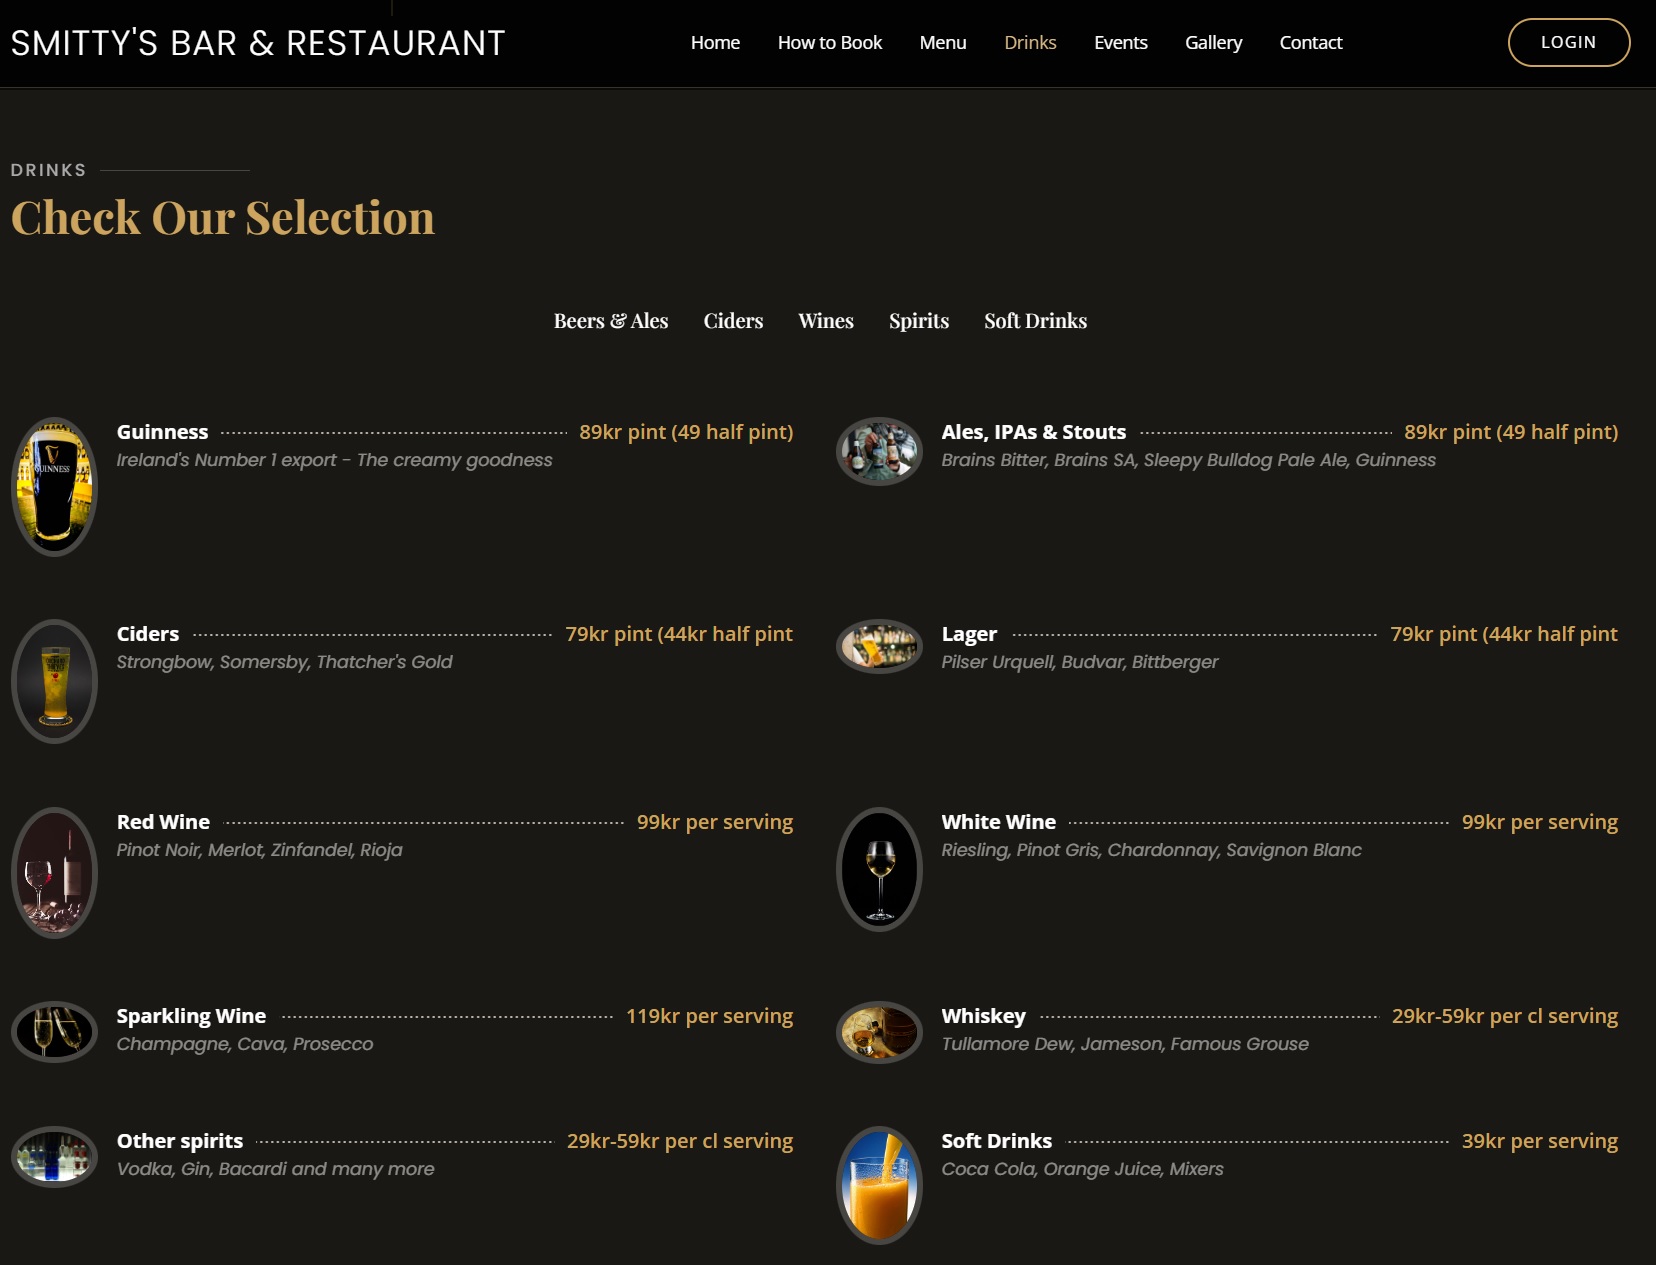 SMITTY'S BAR & RESTAURANT
Home How to Book Menu Drinks Events Gallery Contact
LOGIN
DRINKS
Check Our Selection
Beers & Ales Ciders Wines Spirits Soft Drinks
GUINNESS
Guinness 89kr pint (49 half pint)
Ireland's Number 1 export - The creamy goodness
Ales, IPAs & Stouts 89kr pint (49 half pint)
Brains Bitter, Brains SA, Sleepy Bulldog Pale Ale, Guinness
Ciders 79kr pint (44kr half pint
Strongbow, Somersby, Thatcher's Gold
Lager 79kr pint (44kr half pint
Pilser Urquell, Budvar, Bittberger
Red Wine 99kr per serving
Pinot Noir, Merlot, Zinfandel, Rioja
White Wine 99kr per serving
Riesling, Pinot Gris, Chardonnay, Savignon Blanc
Sparkling Wine 119kr per serving
Champagne, Cava, Prosecco
Whiskey 29kr-59kr per cl serving
Tullamore Dew, Jameson, Famous Grouse
Other spirits 29kr-59kr per cl serving
Vodka, Gin, Bacardi and many more
Soft Drinks 39kr per serving
Coca Cola, Orange Juice, Mixers